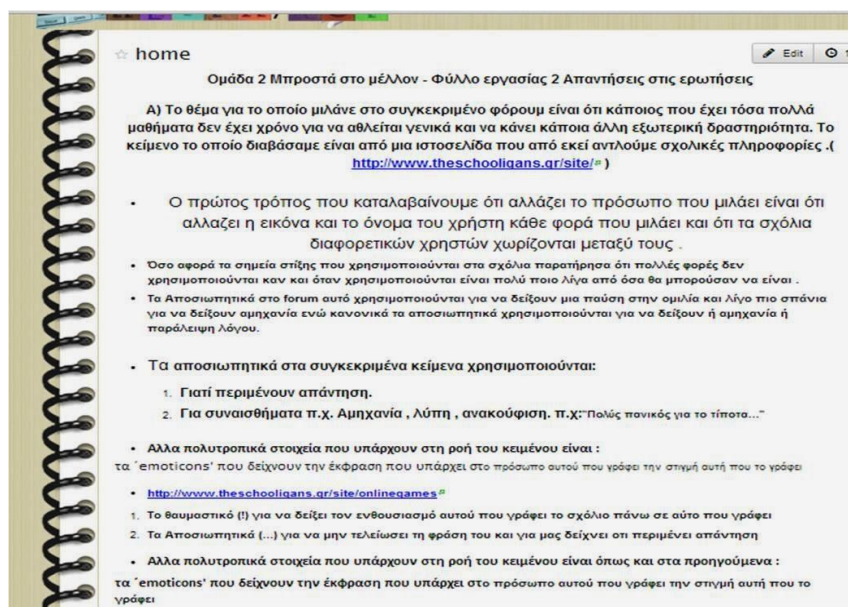 home
Edit
Ομάδα 2 Μπροστά στο μέλλον - Φύλλο εργασίας 2 Απαντήσεις στις ερωτήσεις
Α) Το θέμα για το οποίο μιλάνε στο συγκεκριμένο φόρουμ είναι ότι κάποιος που έχει τόσα πολλά
μαθήματα δεν έχει χρόνο για να αθλείται γενικά και να κάνει κάποια άλλη εξωτερική δραστηριότητα. Το
κείμενο το οποίο διαβάσαμε είναι από μια ιστοσελίδα που από εκεί αντλούμε σχολικές πληροφορίες .(
http://www.theschooligans.gr/site/ )
• Ο πρώτος τρόπος που καταλαβαίνουμε ότι αλλάζει το πρόσωπο που μιλάει είναι ότι
αλλαζει η εικόνα και το όνομα του χρήστη κάθε φορά που μιλάει και ότι τα σχόλια
διαφορετικών χρηστών χωρίζονται μεταξύ τους .
• Όσο αφορά τα σημεία στίξης που χρησιμοποιούνται στα σχόλια παρατήρησα ότι πολλές φορές δεν
χρησιμοποιούνται καν και όταν χρησιμοποιούνται είναι πολύ ποιο λίγα από όσα θα μπορούσαν να είναι .
• Τα Αποσιωπητικά στο forum αυτό χρησιμοποιούνται για να δείξουν μια παύση στην ομιλία και λίγο πιο σπάνια
για να δείξουν αμηχανία ενώ κανονικά τα αποσιωπητικά χρησιμοποιούνται για να δείξουν ή αμηχανία ή
παράλειψη λόγου.
• Τα αποσιωπητικά στα συγκεκριμένα κείμενα χρησιμοποιούνται:
1. Γιατί περιμένουν απάντηση.
2. Για συναισθήματα π.χ. Αμηχανία , λύπη , ανακούφιση. π.χ:¨Πολύς πανικός για το τίποτα...¨
• Αλλα πολυτροπικά στοιχεία που υπάρχουν στη ροή του κειμένου είναι :
τα ΄emoticons' που δείχνουν την έκφραση που υπάρχει στο πρόσωπο αυτού που γράφει την στιγμή αυτή που το γράφει
• http://www.theschooligans.gr/site/onlinegames
1. Το θαυμαστικό (!) για να δείξει τον ενθουσιασμό αυτού που γράφει το σχόλιο πάνω σε αύτο που γράφει
2. Τα Αποσιωπητικά (...) για να μην τελείωσει τη φράση του και για μας δείχνει οτι περιμένει απάντηση
• Αλλα πολυτροπικά στοιχεία που υπάρχουν στη ροή του κειμένου είναι όπως και στα προηγούμενα :
τα ΄emoticons' που δείχνουν την έκφραση που υπάρχει στο πρόσωπο αυτού που γράφει την στιγμή αυτή που το
γράφει